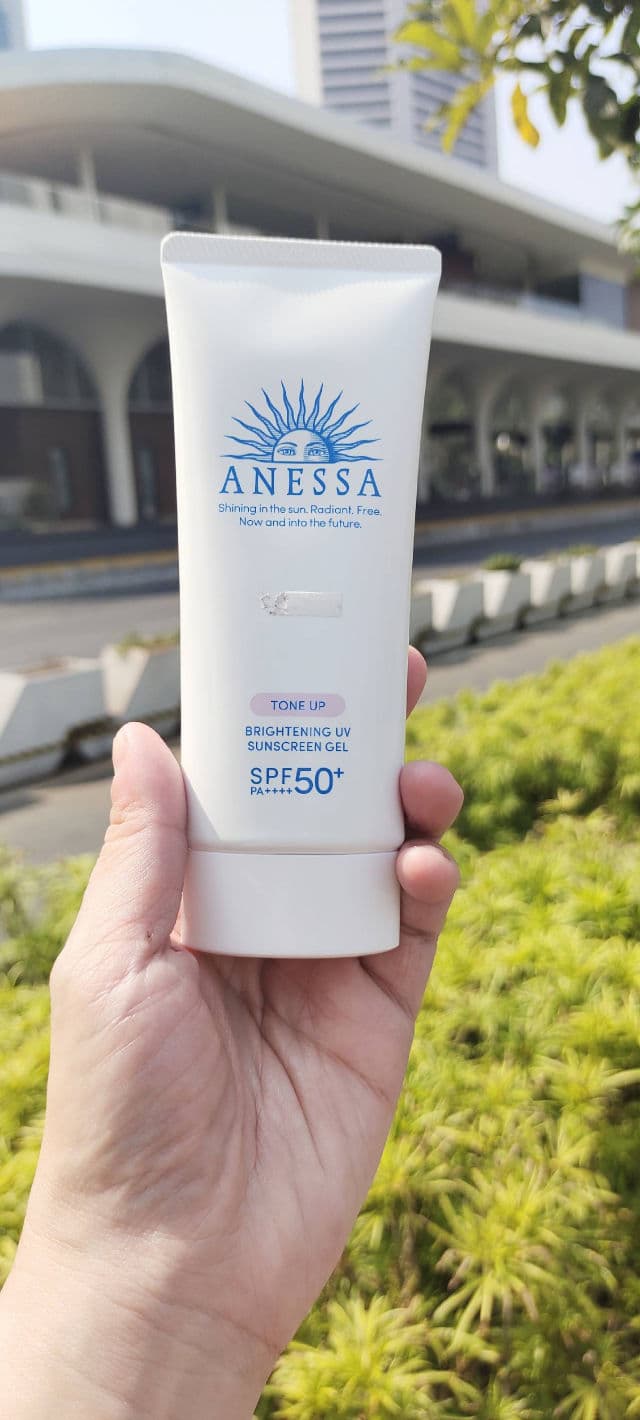 ANESSA
Shining in the sun. Radiant. Free.
Now and into the future.
TONE UP
BRIGHTENING UV
SUNSCREEN GEL
SPF50+
PA++++